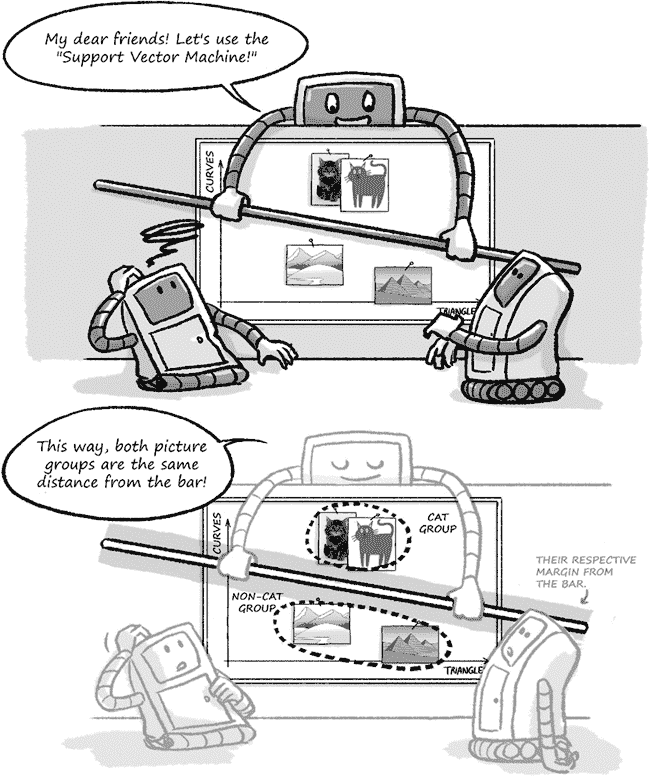 My dear friends! Let's use the
"Support Vector Machine!"
CURVES
TRIANGLE
This way, both picture
groups are the same
distance from the bar!
CURVES
CAT
GROUP
THEIR RESPECTIVE
MARGIN FROM
THE BAR.
NON-CAT
GROUP
TRIANGLE